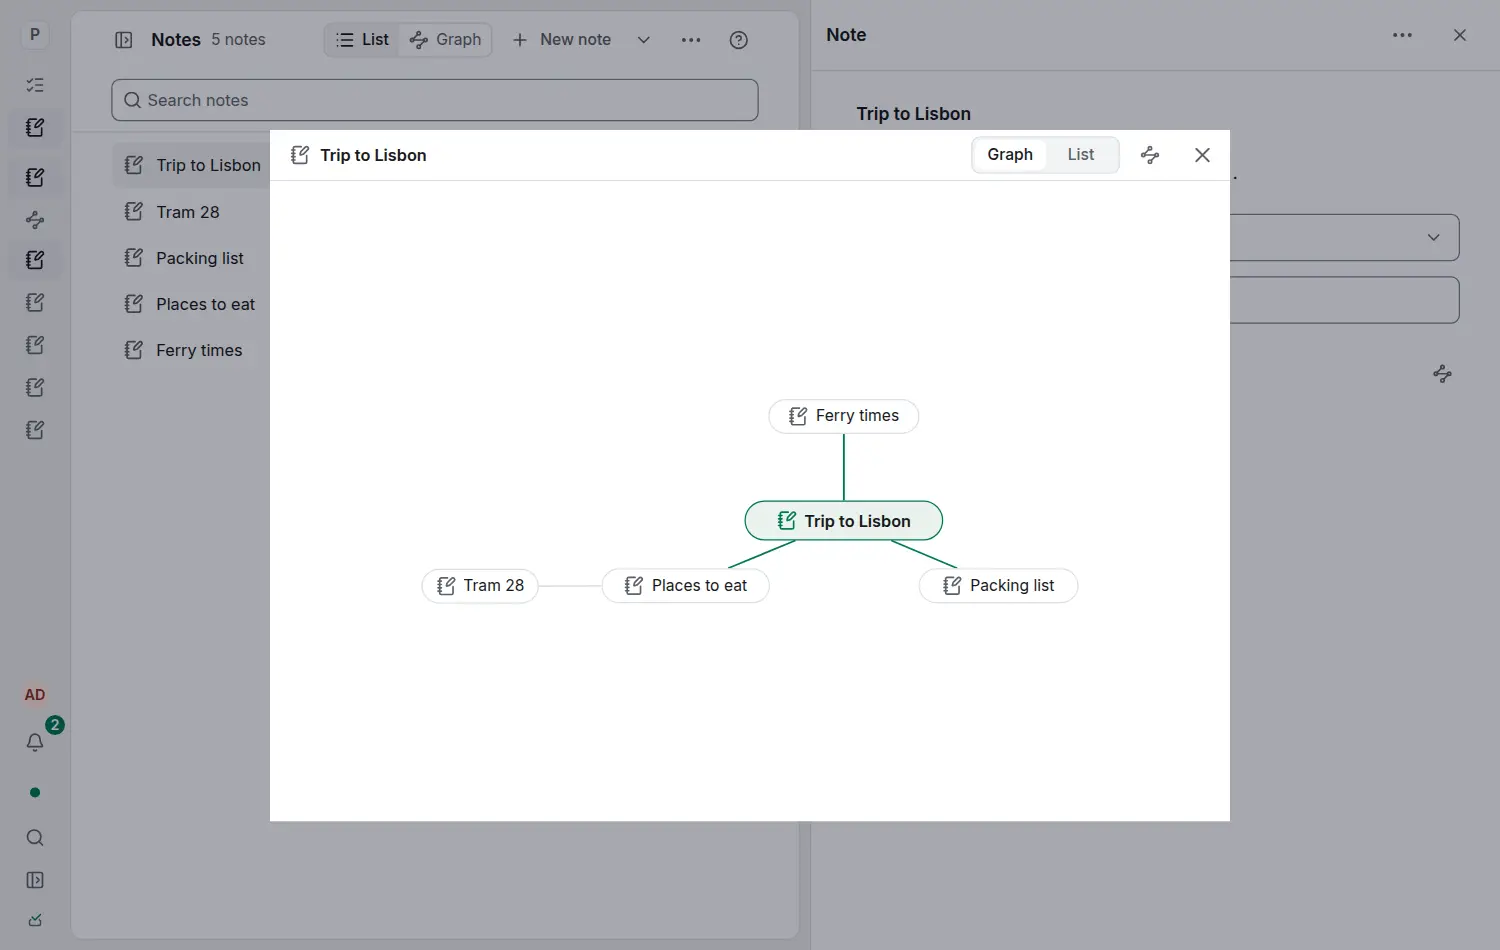 P
Notes 5 notes
List
Graph
New note
Note
Search notes
Trip to Lisbon
Trip to Lisbon
Tram 28
Packing list
Places to eat
Ferry times
Trip to Lisbon
Graph
List
.
Ferry times
Trip to Lisbon
Tram 28
Places to eat
Packing list
AD
2